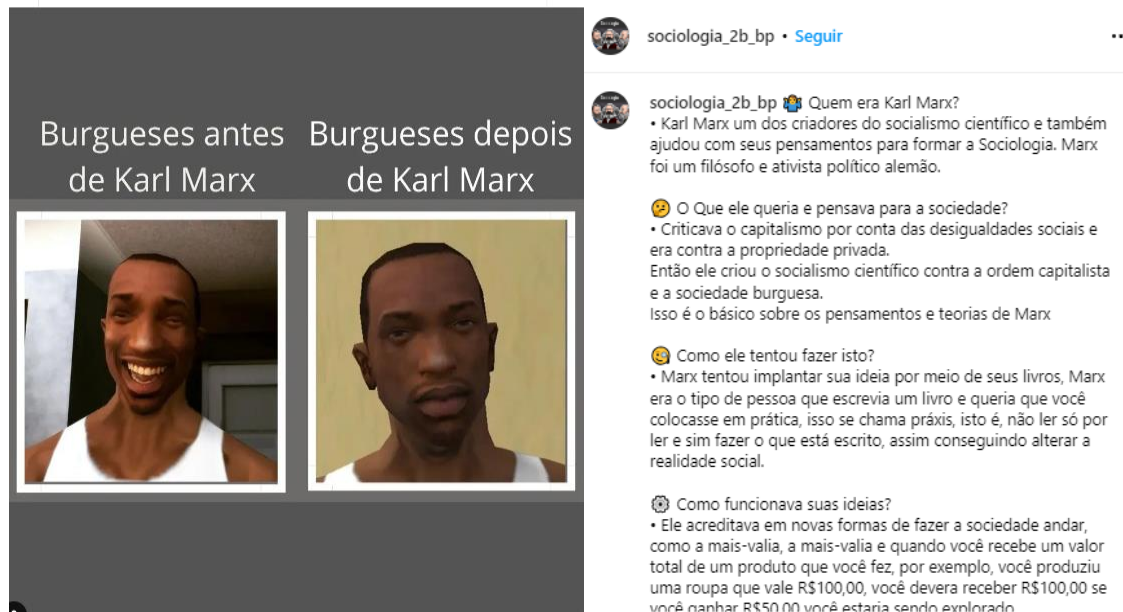 Burgueses antes
de Karl Marx
Burgueses depois
de Karl Marx
sociologia_2b_bp • Seguir
sociologia_2b_bp 🤷‍♂️ Quem era Karl Marx?
• Karl Marx um dos criadores do socialismo científico e também
ajudou com seus pensamentos para formar a Sociologia. Marx
foi um filósofo e ativista político alemão.
🤔 O Que ele queria e pensava para a sociedade?
• Criticava o capitalismo por conta das desigualdades sociais e
era contra a propriedade privada.
Então ele criou o socialismo científico contra a ordem capitalista
e a sociedade burguesa.
Isso é o básico sobre os pensamentos e teorias de Marx
🧐 Como ele tentou fazer isto?
• Marx tentou implantar sua ideia por meio de seus livros, Marx
era o tipo de pessoa que escrevia um livro e queria que você
colocasse em prática, isso se chama práxis, isto é, não ler só por
ler e sim fazer o que está escrito, assim conseguindo alterar a
realidade social.
⚙️ Como funcionava suas ideias?
• Ele acreditava em novas formas de fazer a sociedade andar,
como a mais-valia, a mais-valia e quando você recebe um valor
total de um produto que você fez, por exemplo, você produziu
uma roupa que vale R$100,00, você devera receber R$100,00 se
você ganhar R$50,00 você estaria sendo explorado